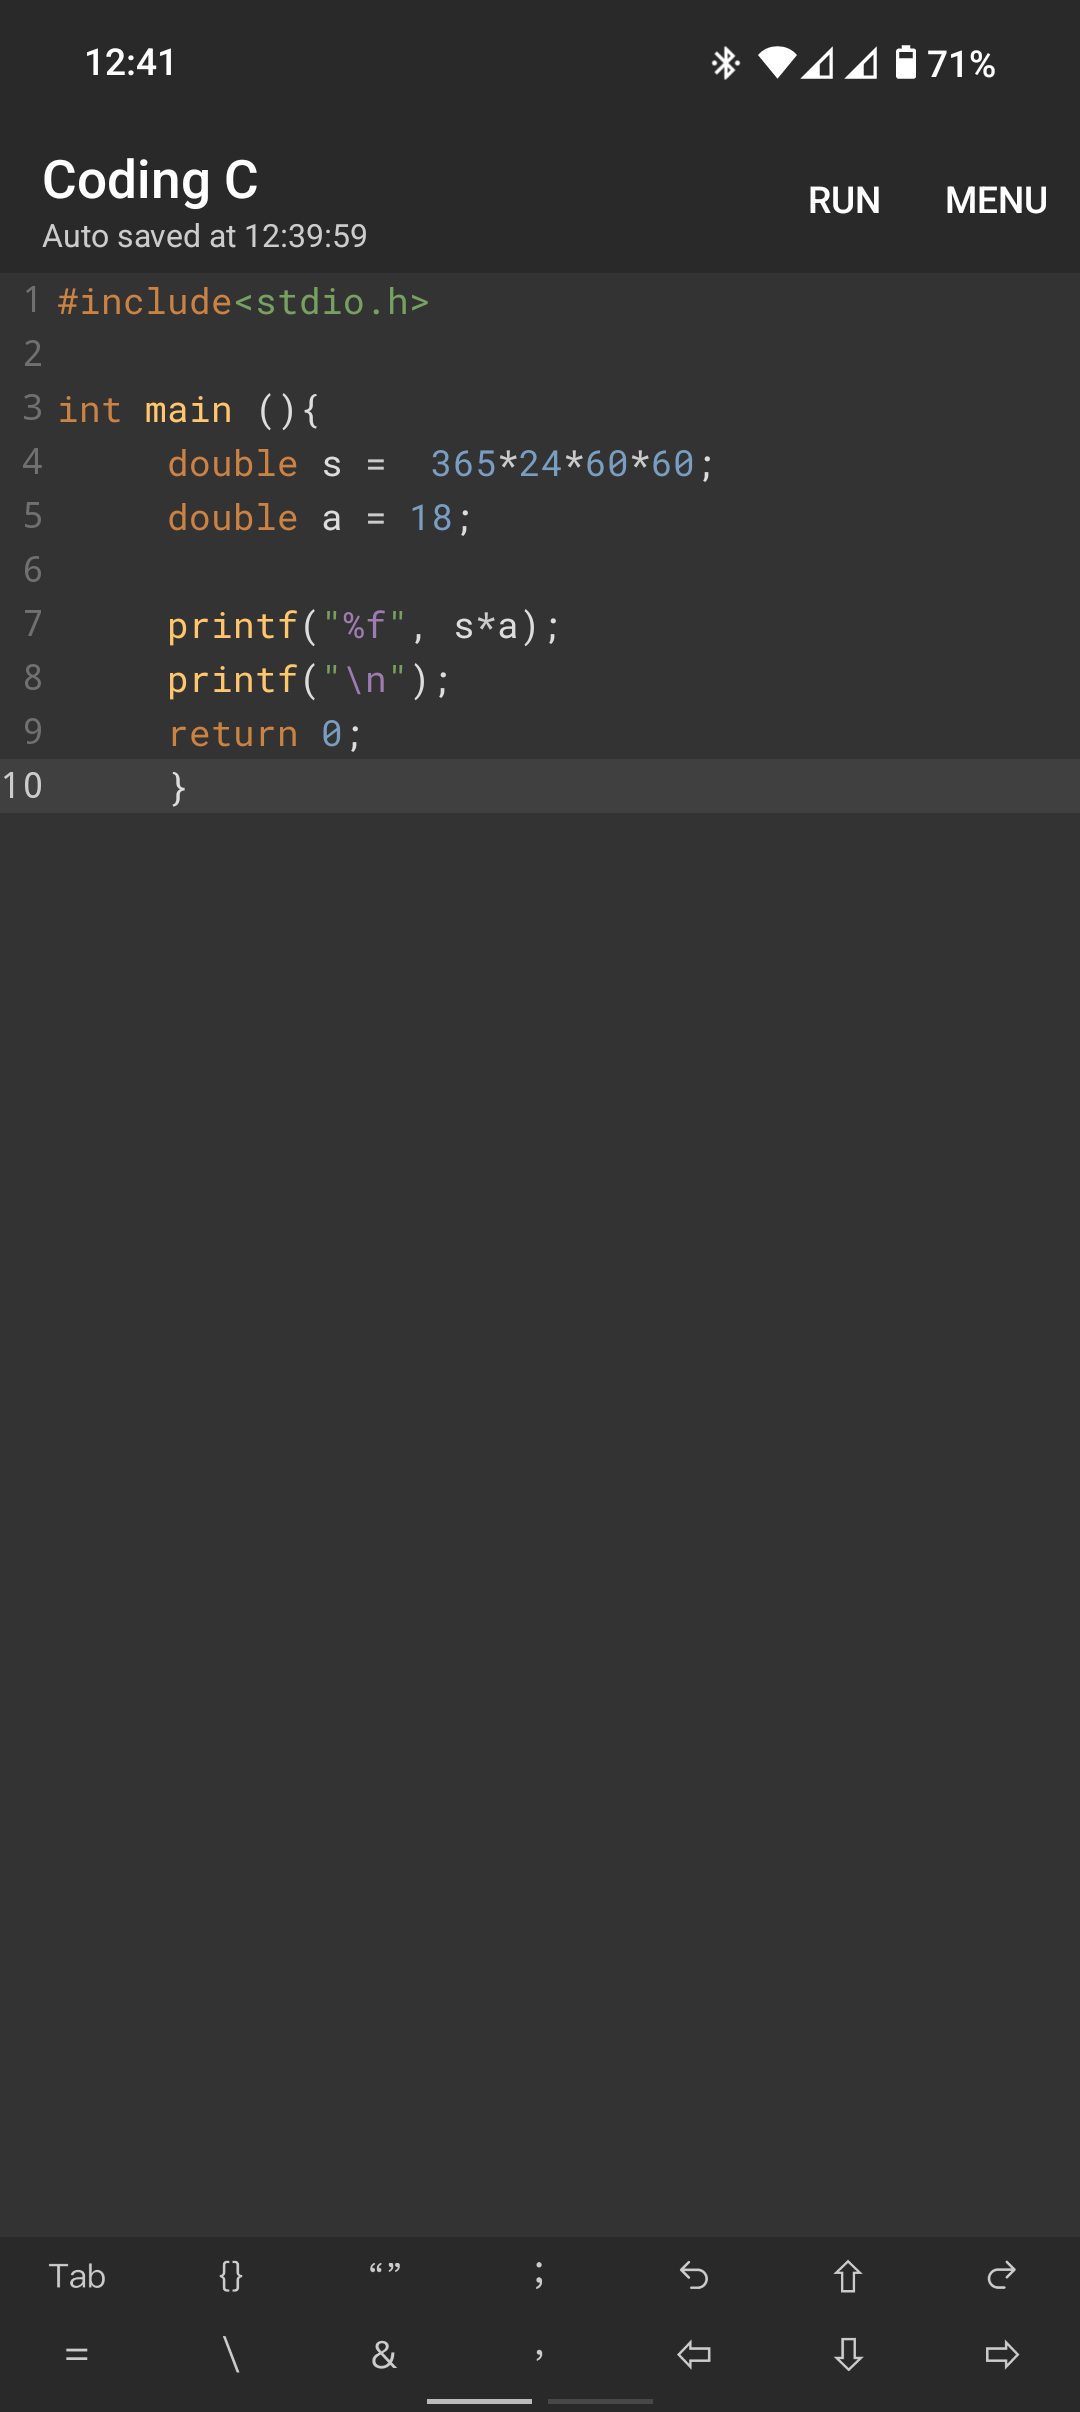 12:41 71%
Coding C
Auto saved at 12:39:59
RUN MENU
1 #include<stdio.h>
2
3 int main (){
4 double s =  365*24*60*60;
5 double a = 18;
6
7 printf("%f", s*a);
8 printf("\n");
9 return 0;
10 }
Tab {} “” ;
= \ & ,